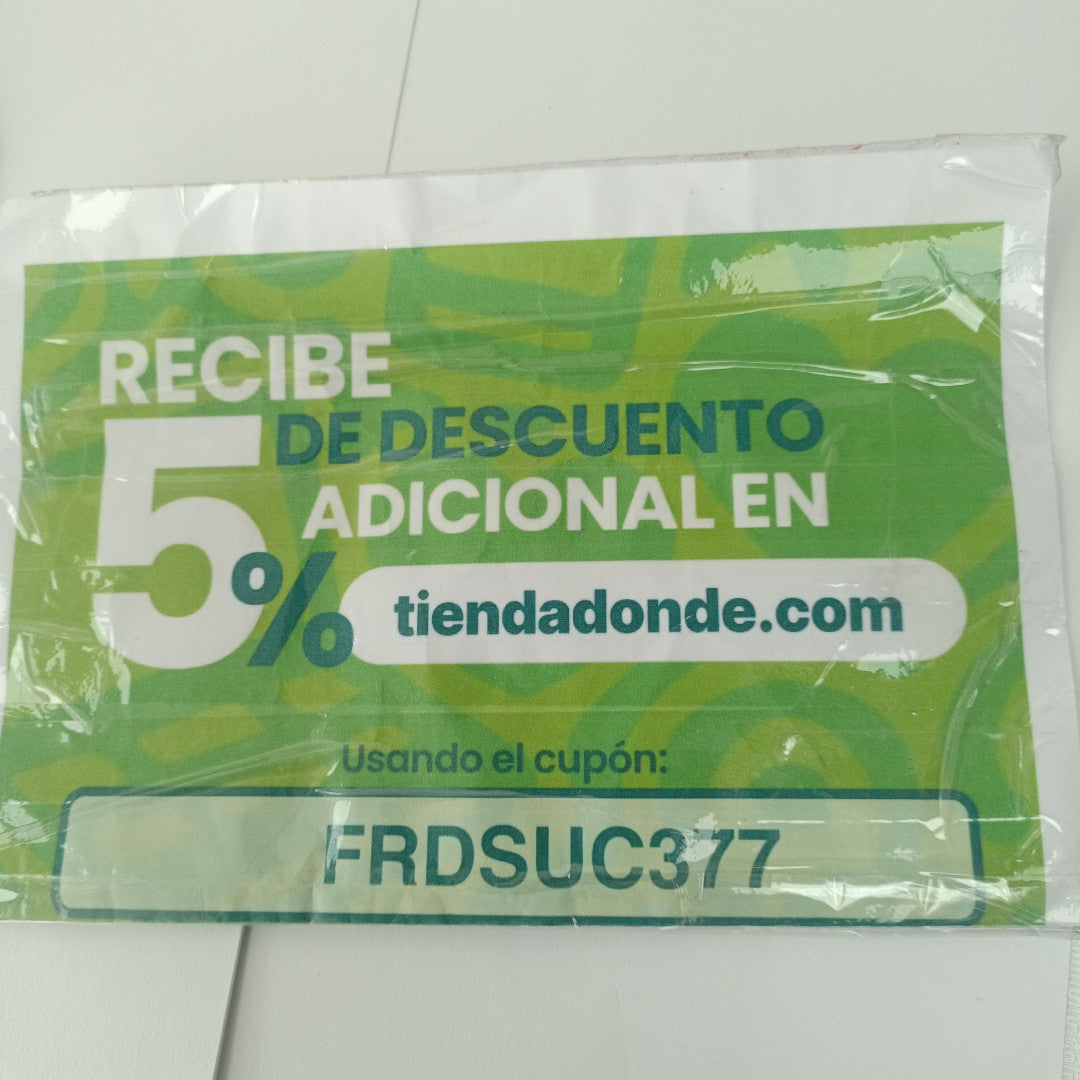 RECIBE
5% DE DESCUENTO
ADICIONAL EN
tiendadonde.com
Usando el cupón:
FRDSUC377